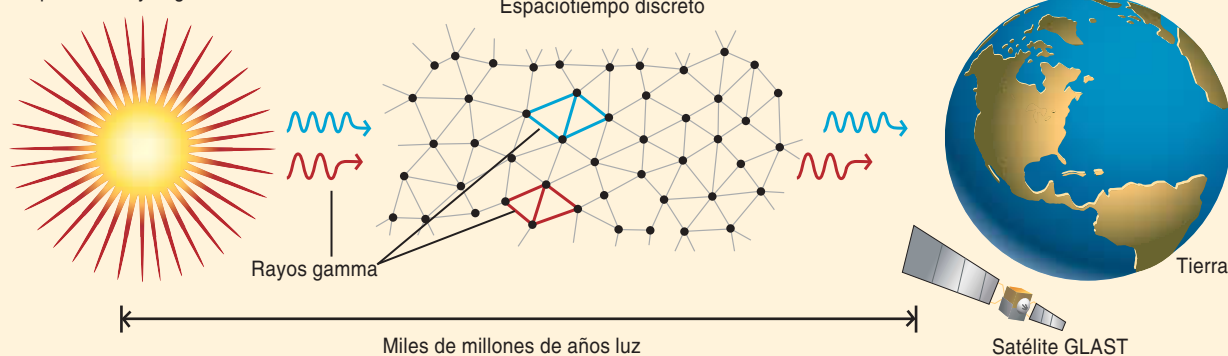 Espaciotiempo discreto
Rayos gamma
Tierra
Miles de millones de años luz
Satélite GLAST